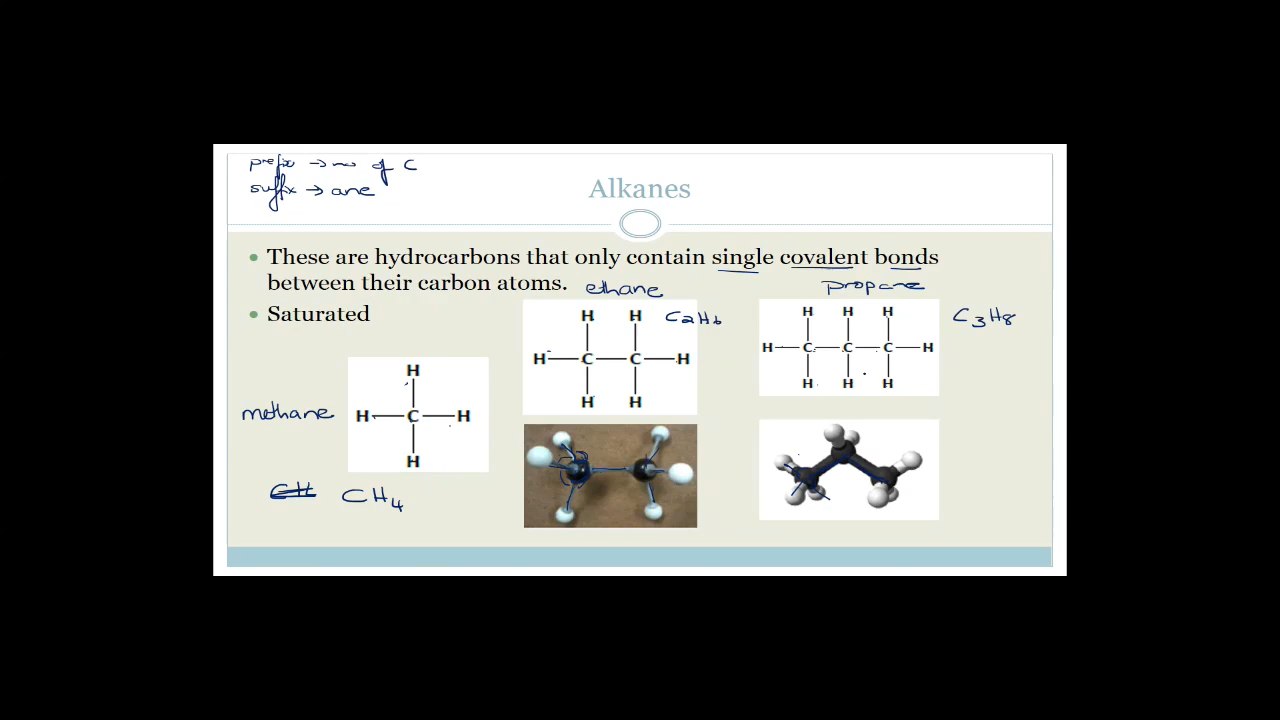 prefix → no of C
suffix → ane
Alkanes
• These are hydrocarbons that only contain single covalent bonds
between their carbon atoms.
ethane
propane
• Saturated
H H
C2H6
H C C H
H H
H H H
C3H8
H C C C H
H H H
methane
H
H C H
H
CH
CH4